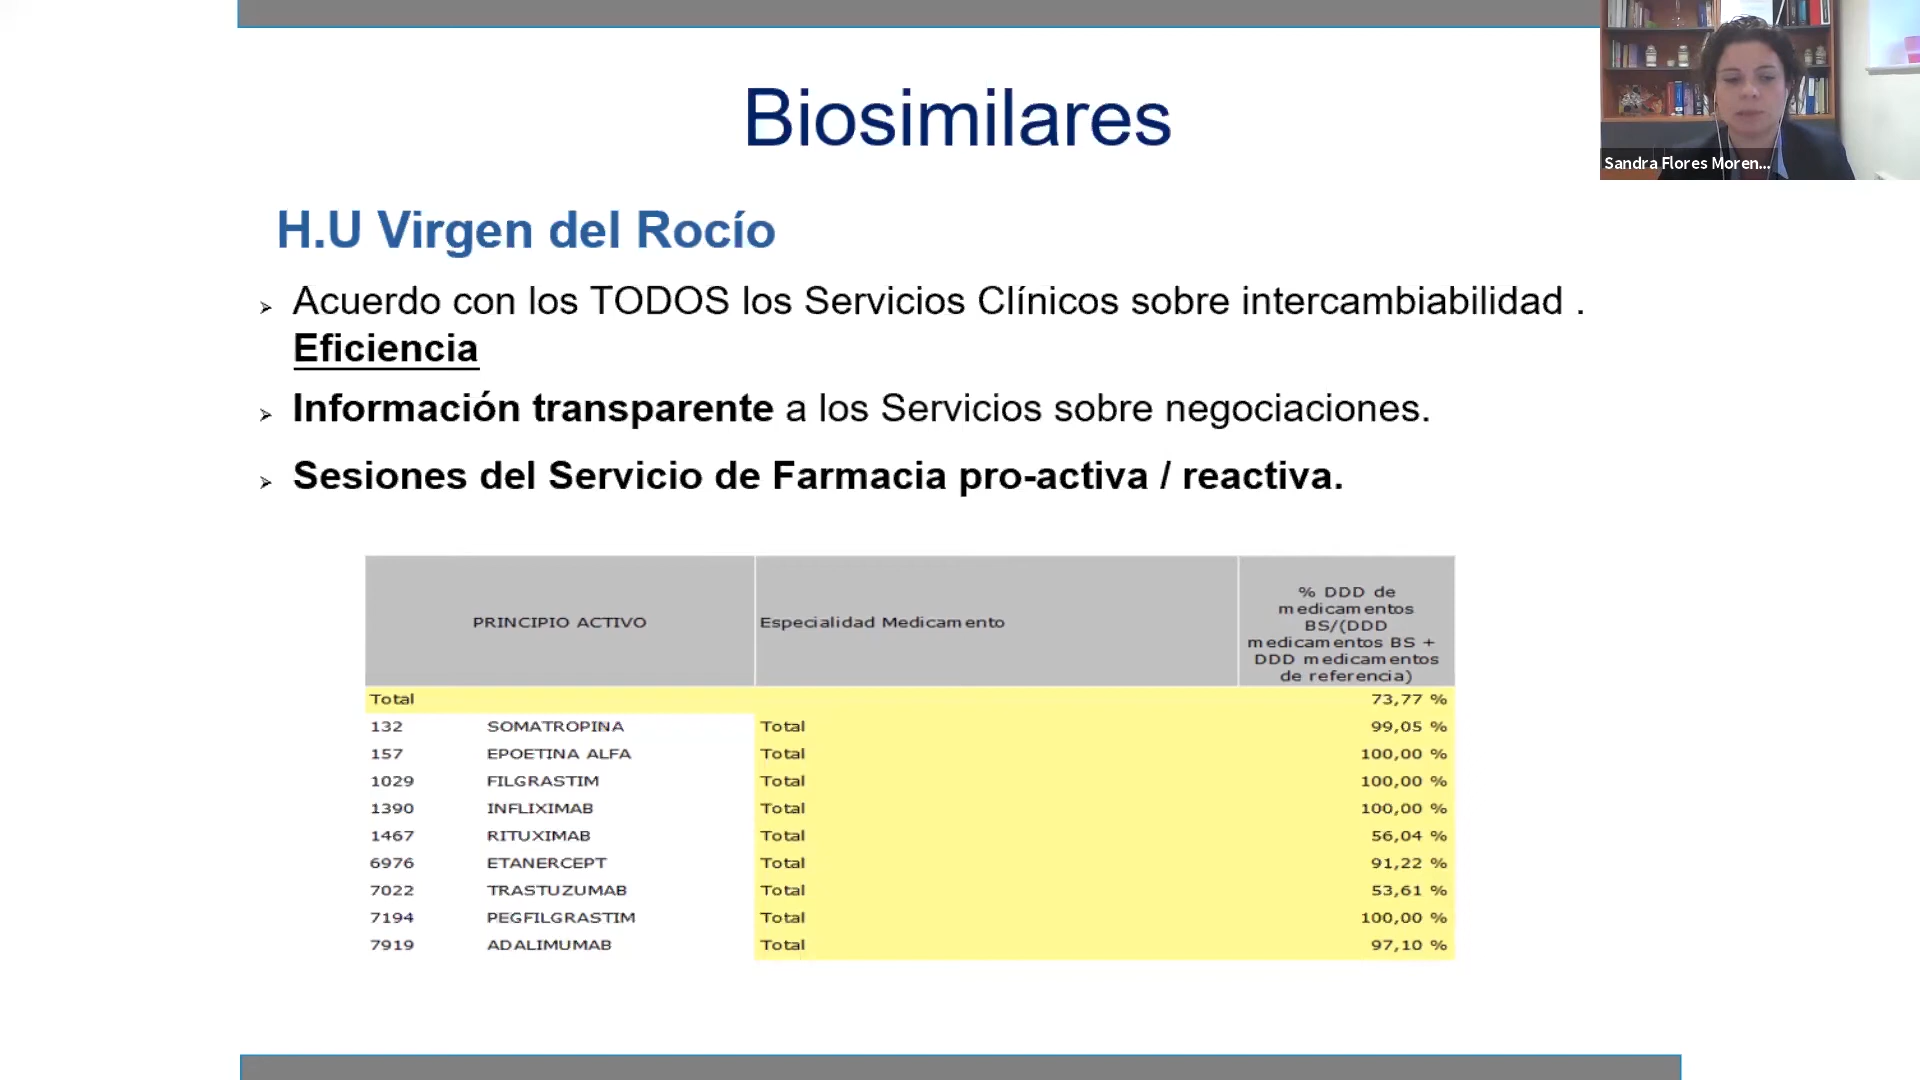 Biosimilares
Sandra Flores Moren...
H.U Virgen del Rocío
Acuerdo con los TODOS los Servicios Clínicos sobre intercambiabilidad .
Eficiencia
Información transparente a los Servicios sobre negociaciones.
Sesiones del Servicio de Farmacia pro-activa / reactiva.
PRINCIPIO ACTIVO
Especialidad Medicamento
% DDD de
medicamentos
BS/(DDD
medicamentos BS +
DDD medicamentos
de referencia)
Total 73,77 %
132 SOMATROPINA Total 99,05 %
157 EPOETINA ALFA Total 100,00 %
1029 FILGRASTIM Total 100,00 %
1390 INFLIXIMAB Total 100,00 %
1467 RITUXIMAB Total 56,04 %
6976 ETANERCEPT Total 91,22 %
7022 TRASTUZUMAB Total 53,61 %
7194 PEGFILGRASTIM Total 100,00 %
7919 ADALIMUMAB Total 97,10 %